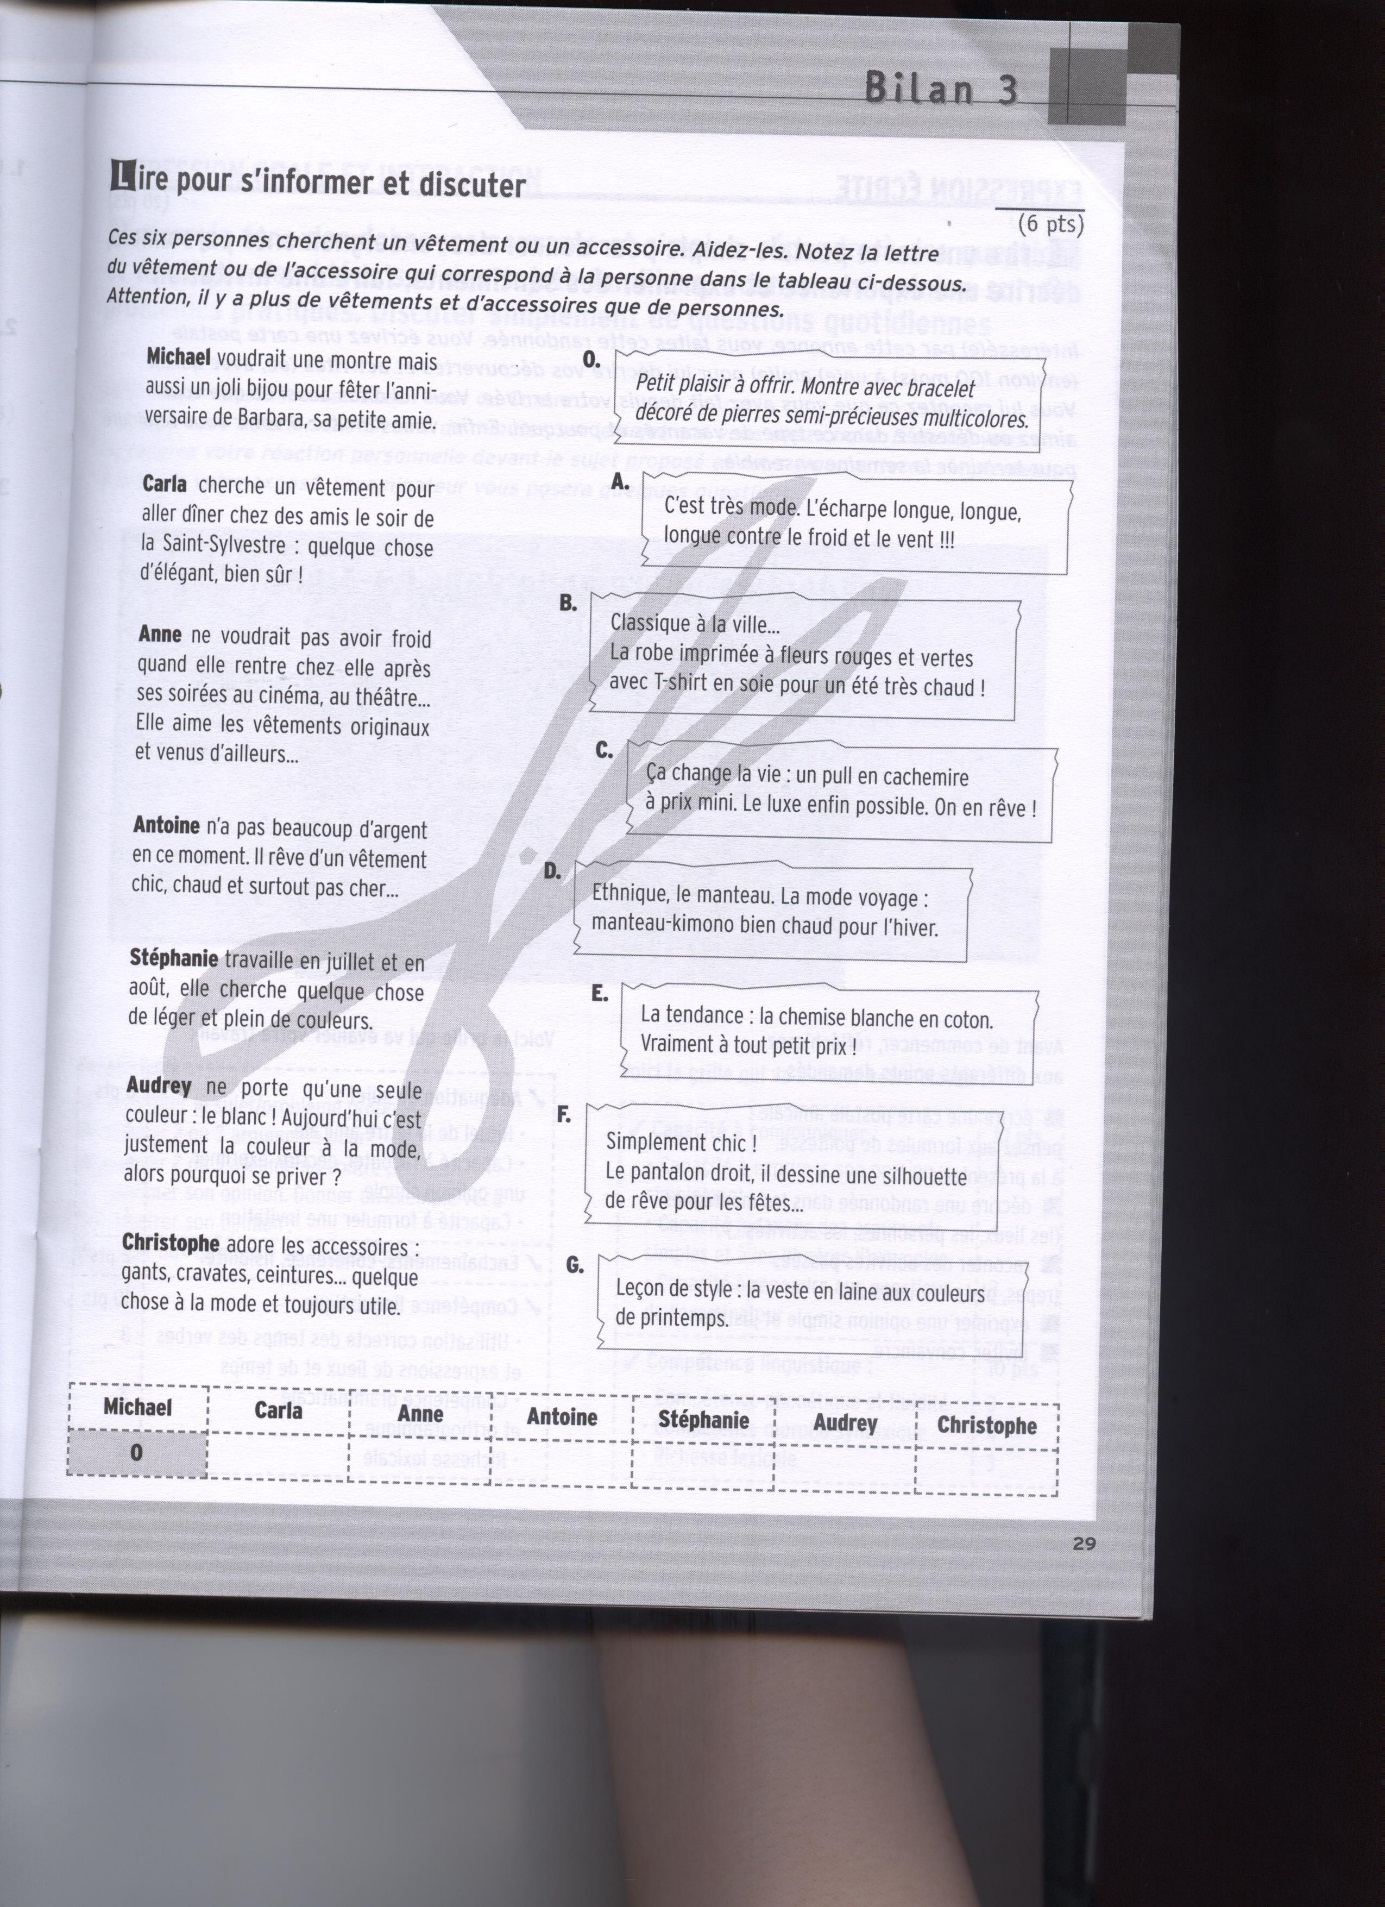 Bilan 3
Lire pour s'informer et discuter
(6 pts)
Ces six personnes cherchent un vêtement ou un accessoire. Aidez-les. Notez la lettre
du vêtement ou de l'accessoire qui correspond à la personne dans le tableau ci-dessous.
Attention, il y a plus de vêtements et d'accessoires que de personnes.
Michael voudrait une montre mais
aussi un joli bijou pour fêter l'anni-
versaire de Barbara, sa petite amie.
Carla cherche un vêtement pour
aller dîner chez des amis le soir de
la Saint-Sylvestre : quelque chose
d'élégant, bien sûr !
Anne ne voudrait pas avoir froid
quand elle rentre chez elle après
ses soirées au cinéma, au théâtre...
Elle aime les vêtements originaux
et venus d'ailleurs...
Antoine n'a pas beaucoup d'argent
en ce moment. Il rêve d'un vêtement
chic, chaud et surtout pas cher...
Stéphanie travaille en juillet et en
août, elle cherche quelque chose
de léger et plein de couleurs.
Audrey ne porte qu'une seule
couleur : le blanc ! Aujourd'hui c'est
justement la couleur à la mode,
alors pourquoi se priver ?
Christophe adore les accessoires :
gants, cravates, ceintures... quelque
chose à la mode et toujours utile.
O.
Petit plaisir à offrir. Montre au bracelet
décoré de pierres semi-précieuses multicolores.
A.
C'est très mode. L'écharpe longue, longue,
longue contre le froid et le vent !!!
B.
Classique à la ville...
La robe imprimée à fleurs rouges et vertes
avec T-shirt en soie pour un été très chaud !
C.
Ça change la vie : un pull en cachemire
à prix mini. Le luxe enfin possible. On en rêve !
D.
Ethnique, le manteau. La mode voyage :
manteau-kimono bien chaud pour l'hiver.
E.
La tendance : la chemise blanche en coton.
Vraiment à tout petit prix !
F.
Simplement chic !
Le pantalon droit, il dessine une silhouette
de rêve pour les fêtes...
G.
Leçon de style : la veste en laine aux couleurs
de printemps.
Michael Carla Anne Antoine Stéphanie Audrey Christophe
O
29